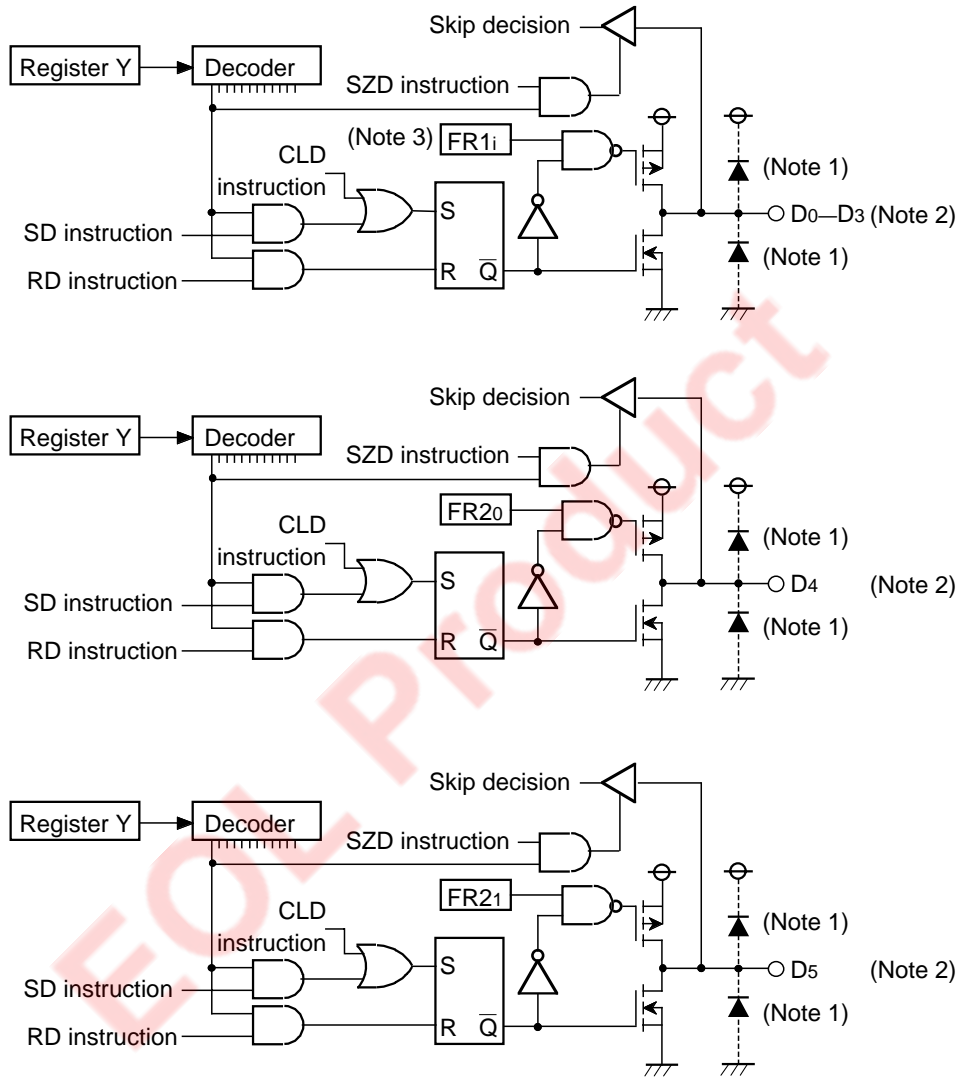 Skip decision
Register Y
Decoder
SZD instruction
(Note 3)
FR1i
CLD
instruction
(Note 1)
S
D0—D3 (Note 2)
SD instruction
(Note 1)
R Q̅
RD instruction
Skip decision
Register Y
Decoder
SZD instruction
FR20
CLD
instruction
(Note 1)
S
D4 (Note 2)
SD instruction
(Note 1)
R Q̅
RD instruction
Skip decision
Register Y
Decoder
SZD instruction
FR21
CLD
instruction
(Note 1)
S
D5 (Note 2)
SD instruction
(Note 1)
R Q̅
RD instruction
EOL Product